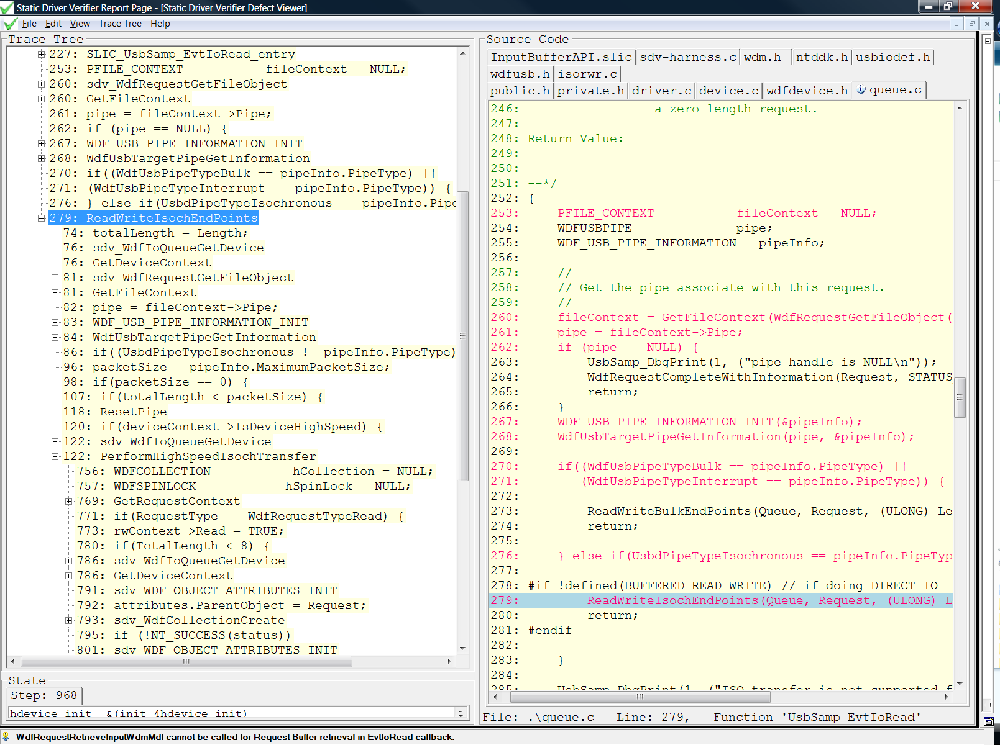 Static Driver Verifier Report Page - [Static Driver Verifier Defect Viewer]
File Edit View Trace Tree Help
Trace Tree
227: SLIC_UsbSamp_EvtIoRead_entry
253: PFILE_CONTEXT fileContext = NULL;
260: sdv_WdfRequestGetFileObject
260: GetFileContext
261: pipe = fileContext->Pipe;
262: if (pipe == NULL) {
267: WDF_USB_PIPE_INFORMATION_INIT
268: WdfUsbTargetPipeGetInformation
270: if((WdfUsbPipeTypeBulk == pipeInfo.PipeType) ||
271: (WdfUsbPipeTypeInterrupt == pipeInfo.PipeType)) {
276: } else if(UsbdPipeTypeIsochronous == pipeInfo.Pipe
279: ReadWriteIsochEndPoints
74: totalLength = Length;
76: sdv_WdfIoQueueGetDevice
76: GetDeviceContext
81: sdv_WdfRequestGetFileObject
81: GetFileContext
82: pipe = fileContext->Pipe;
83: WDF_USB_PIPE_INFORMATION_INIT
84: WdfUsbTargetPipeGetInformation
86: if((UsbdPipeTypeIsochronous != pipeInfo.PipeType)
96: packetSize = pipeInfo.MaximumPacketSize;
98: if(packetSize == 0) {
107: if(totalLength < packetSize) {
118: ResetPipe
120: if(deviceContext->IsDeviceHighSpeed) {
122: sdv_WdfIoQueueGetDevice
122: PerformHighSpeedIsochTransfer
756: WDFCOLLECTION hCollection = NULL;
757: WDFSPINLOCK hSpinLock = NULL;
769: GetRequestContext
771: if(RequestType == WdfRequestTypeRead) {
773: rwContext->Read = TRUE;
780: if(TotalLength < 8) {
786: sdv_WdfIoQueueGetDevice
786: GetDeviceContext
791: sdv_WDF_OBJECT_ATTRIBUTES_INIT
792: attributes.ParentObject = Request;
793: sdv_WdfCollectionCreate
795: if (!NT_SUCCESS(status))
801: sdv_WDF_OBJECT_ATTRIBUTES_INIT
State
Step: 968
hdevice_init==&(init_4hdevice_init)
Source Code
InputBufferAPI.slic sdv-harness.c wdm.h ntddk.h usbiodef.h
wdfusb.h isorwr.c
public.h private.h driver.c device.c wdfdevice.h queue.c
246: a zero length request.
247:
248: Return Value:
249:
250:
251: --*/
252: {
253: PFILE_CONTEXT fileContext = NULL;
254: WDFUSBPIPE pipe;
255: WDF_USB_PIPE_INFORMATION pipeInfo;
256:
257: //
258: // Get the pipe associate with this request.
259: //
260: fileContext = GetFileContext(WdfRequestGetFileObject(
261: pipe = fileContext->Pipe;
262: if (pipe == NULL) {
263: UsbSamp_DbgPrint(1, ("pipe handle is NULL\n"));
264: WdfRequestCompleteWithInformation(Request, STATUS_
265: return;
266: }
267: WDF_USB_PIPE_INFORMATION_INIT(&pipeInfo);
268: WdfUsbTargetPipeGetInformation(pipe, &pipeInfo);
269:
270: if((WdfUsbPipeTypeBulk == pipeInfo.PipeType) ||
271: (WdfUsbPipeTypeInterrupt == pipeInfo.PipeType)) {
272:
273: ReadWriteBulkEndPoints(Queue, Request, (ULONG) Le
274: return;
275:
276: } else if(UsbdPipeTypeIsochronous == pipeInfo.PipeTyp
277:
278: #if !defined(BUFFERED_READ_WRITE) // if doing DIRECT_IO
279: ReadWriteIsochEndPoints(Queue, Request, (ULONG) L
280: return;
281: #endif
282:
283: }
284:
285: UsbSamp_DbgPrint(1, ("ISO transfer is not supported f
File: .\queue.c Line: 279, Function 'UsbSamp_EvtIoRead'
WdfRequestRetrieveInputWdmMdl cannot be called for Request Buffer retrieval in EvtIoRead callback.